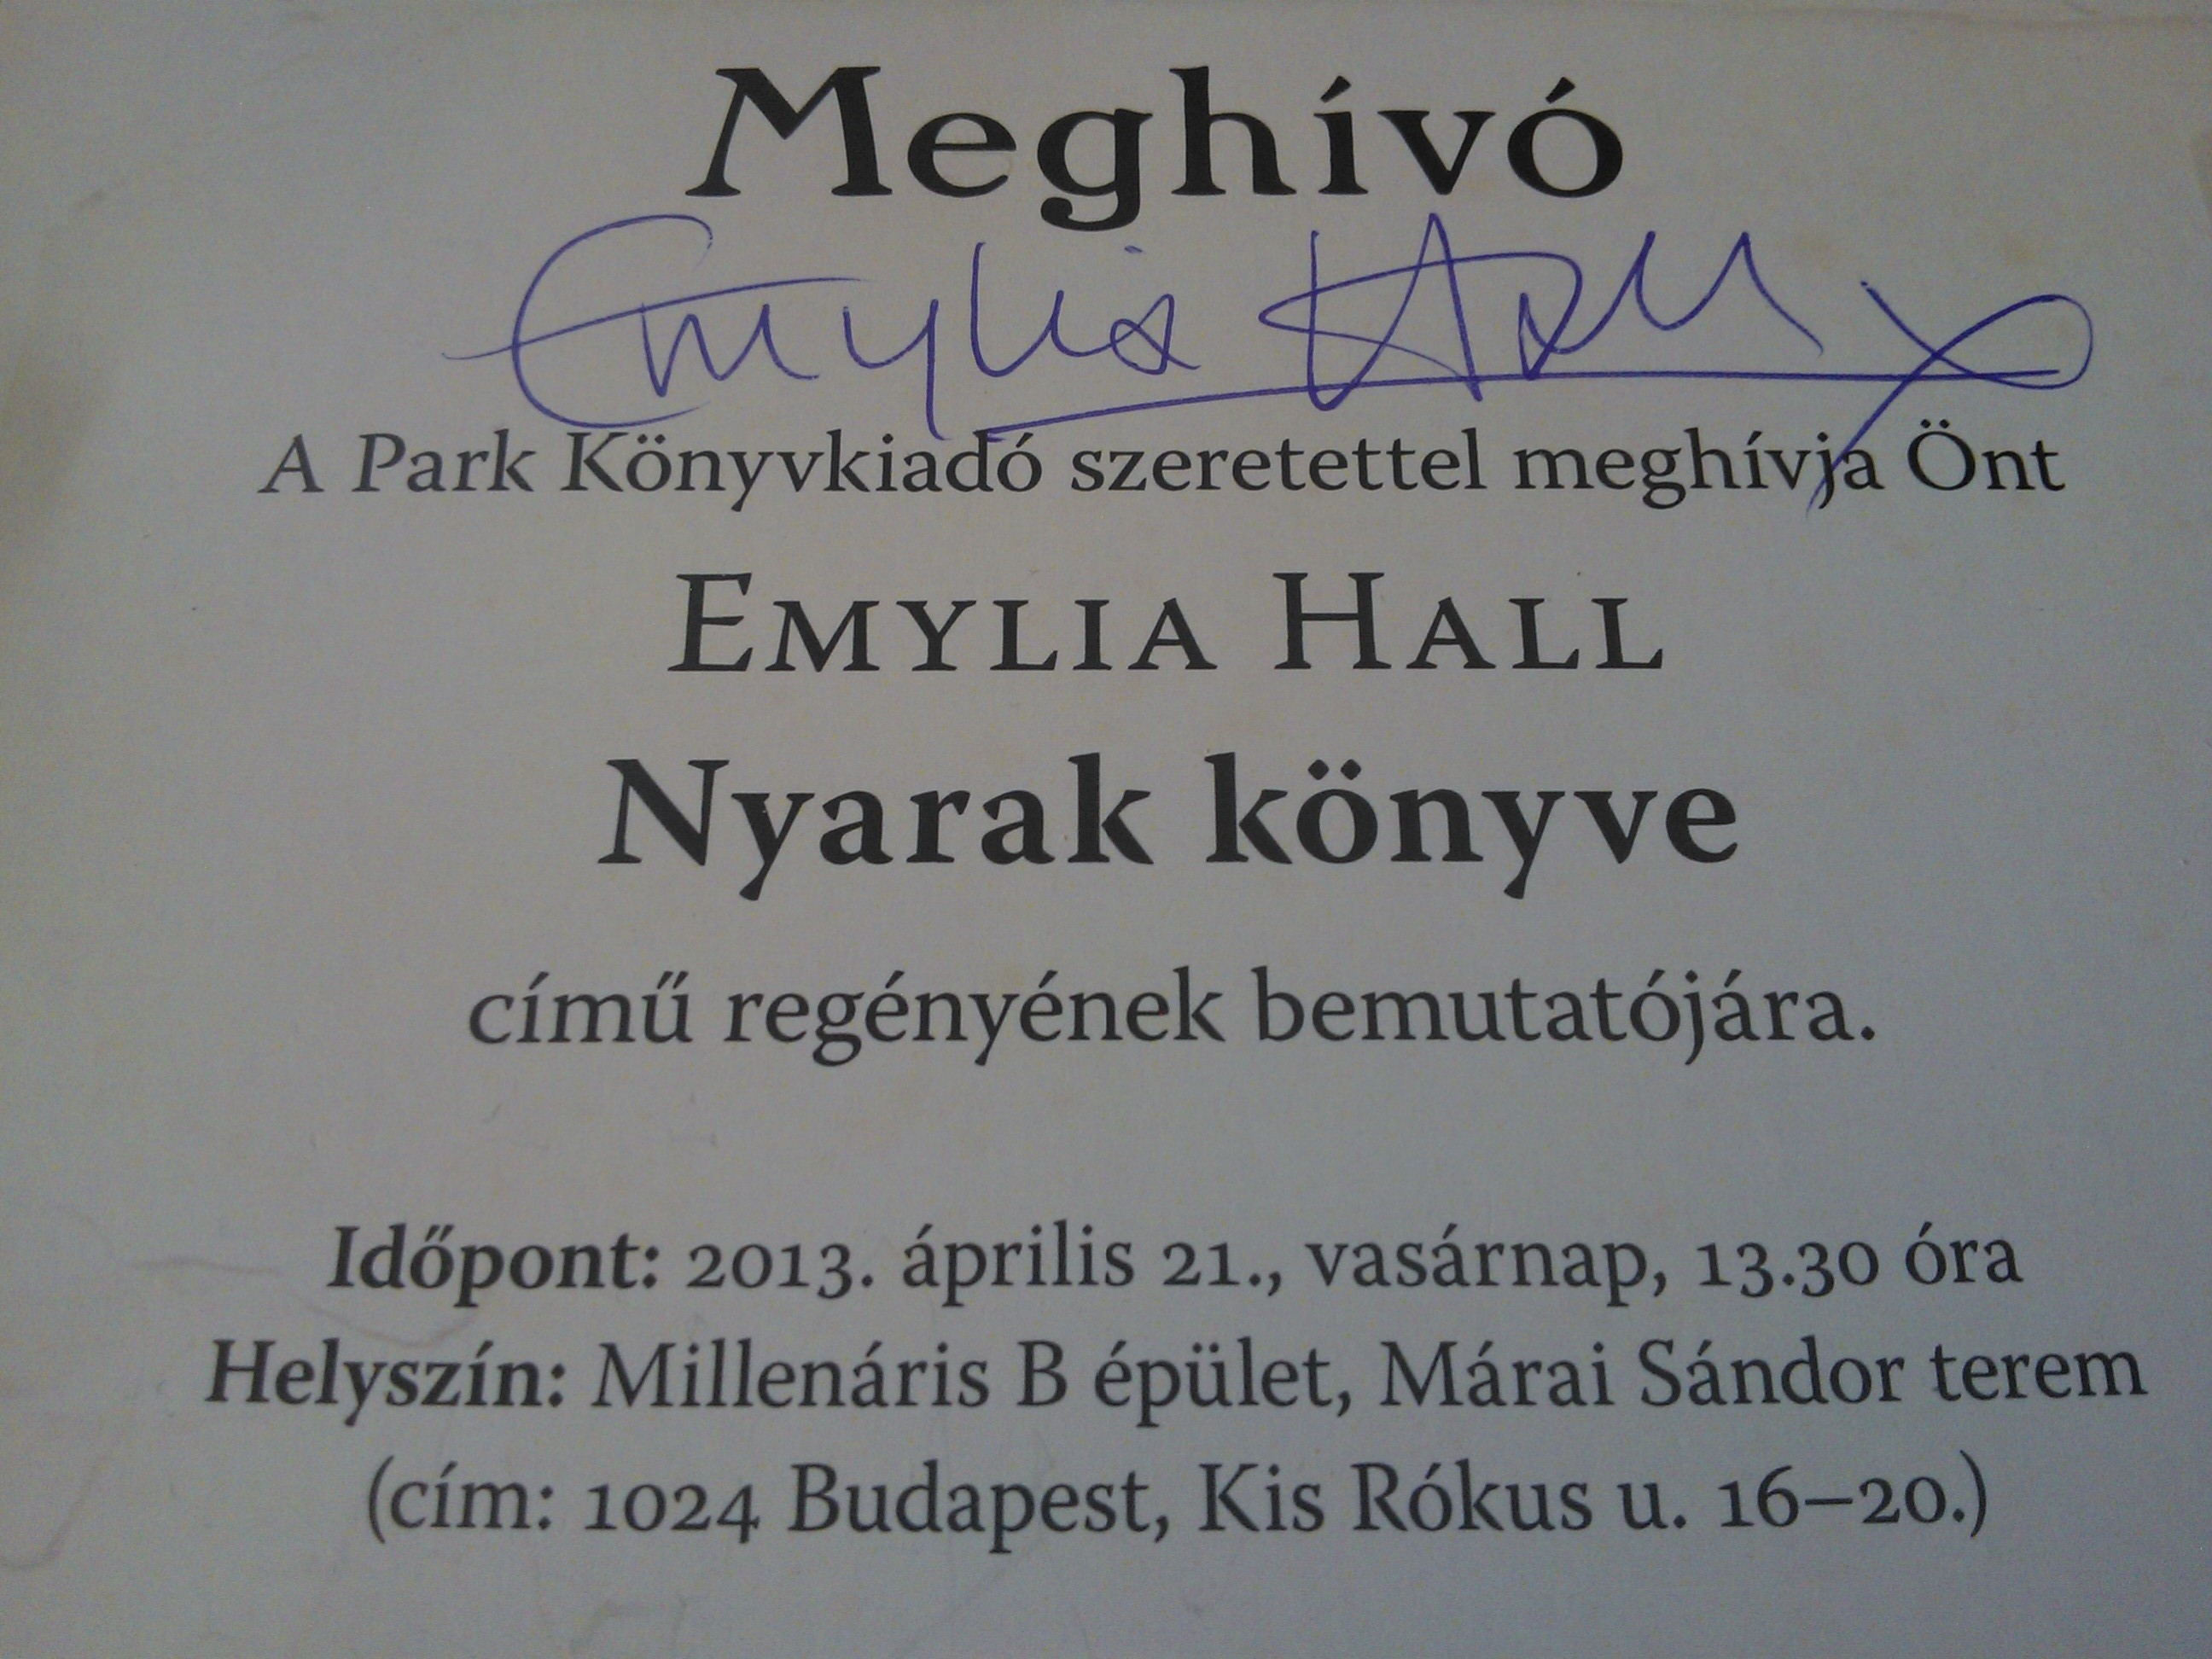 Meghívó
Emylia Hall x
A Park Könyvkiadó szeretettel meghívja Önt
EMYLIA HALL
Nyarak könyve
című regényének bemutatójára.
Időpont: 2013. április 21., vasárnap, 13.30 óra
Helyszín: Millenáris B épület, Márai Sándor terem
(cím: 1024 Budapest, Kis Rókus u. 16–20.)